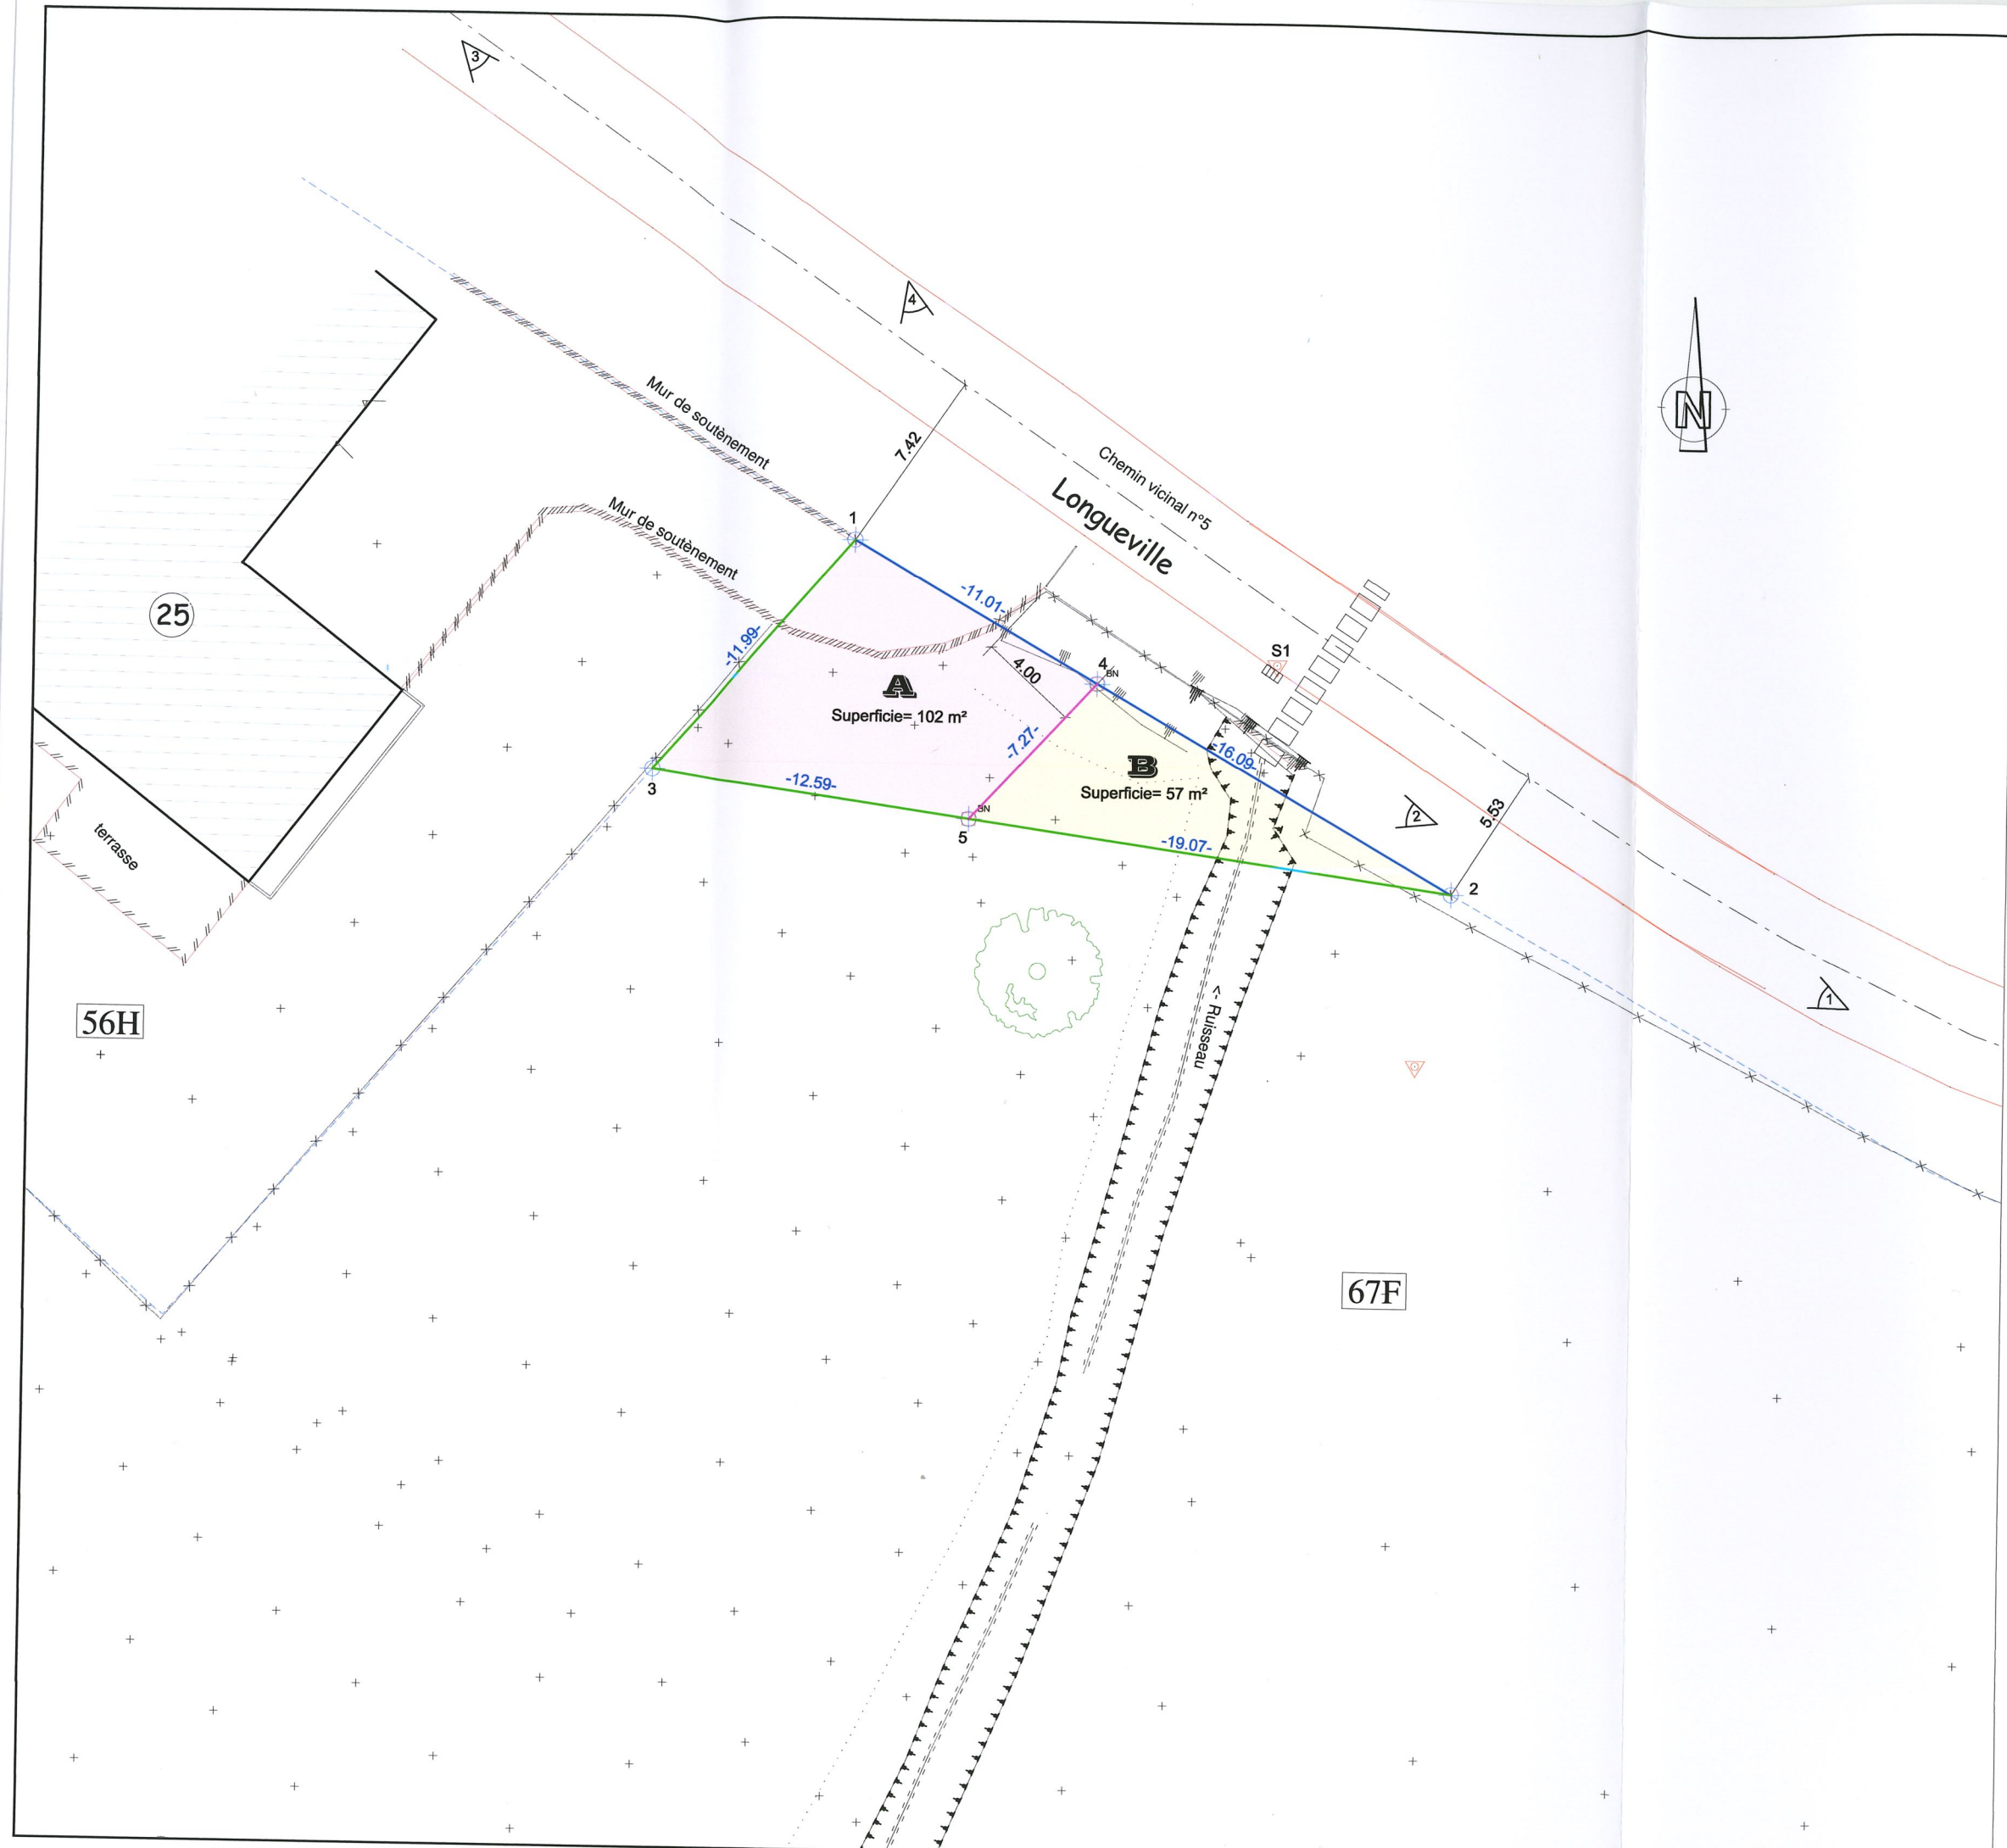 3
4
N
Mur de soutènement
7.42
Chemin vicinal n°5
Longueville
Mur de soutènement
1
-11.01-
25
-11.99-
S1
4.00
4
BN
A
Superficie= 102 m²
-7.27-
-16.09-
B
Superficie= 57 m²
3
-12.59-
BN
5
2
5.53
-19.07-
2
terrasse
1
56H
<- Ruisseau
67F